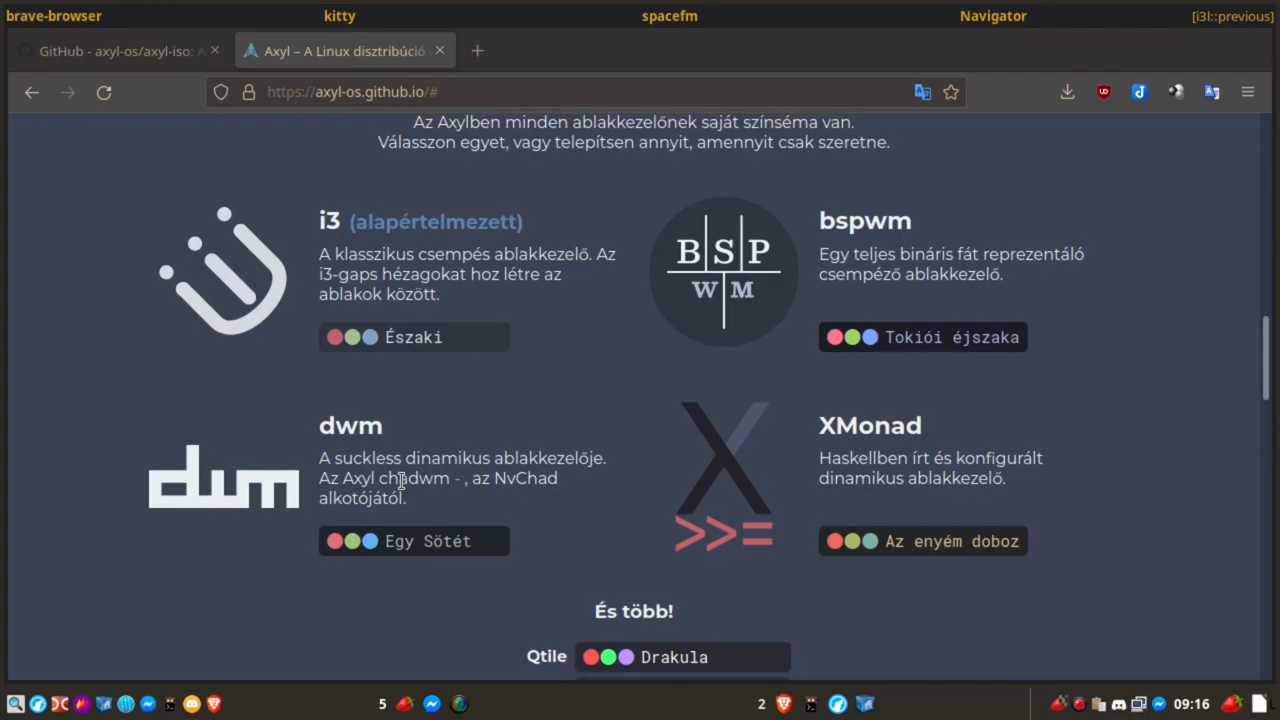 brave-browser kitty spacefm Navigator [i3l::previous]
GitHub - axyl-os/axyl-iso: A Axyl – A Linux disztribúció
https://axyl-os.github.io/#
Az Axylben minden ablakkezelőnek saját színséma van.
Válasszon egyet, vagy telepítsen annyit, amennyit csak szeretne.
i3 (alapértelmezett)
A klasszikus csempés ablakkezelő. Az
i3-gaps hézagokat hoz létre az
ablakok között.
Északi
BSP
WM
bspwm
Egy teljes bináris fát reprezentáló
csempéző ablakkezelő.
Tokiói éjszaka
dwm
dwm
A suckless dinamikus ablakkezelője.
Az Axyl chadwm - , az NvChad
alkotójától.
Egy Sötét
X
>>=
XMonad
Haskellben írt és konfigurált
dinamikus ablakkezelő.
Az enyém doboz
És több!
Qtile Drakula
5 2 09:16